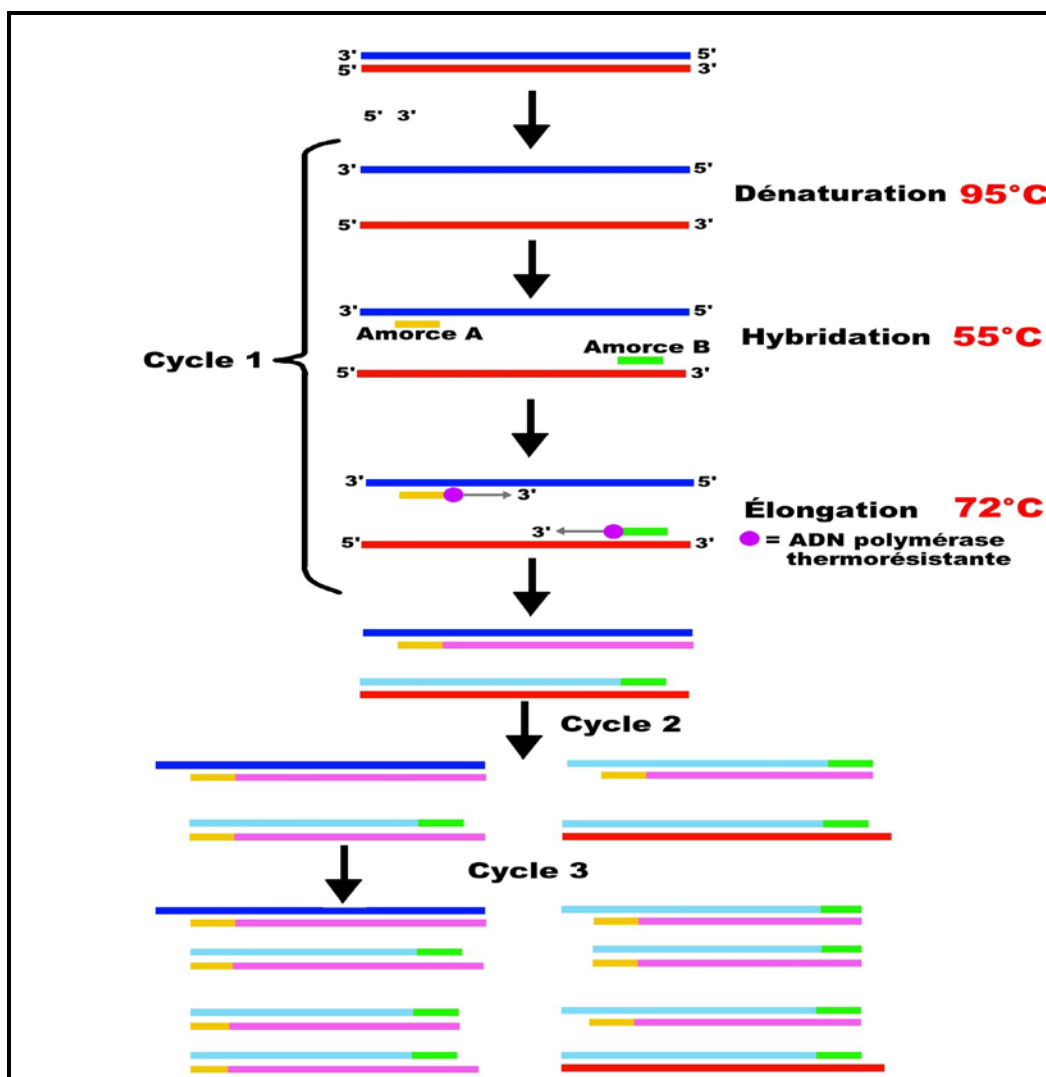 3' 5'
5' 3'
5' 3'
3' 5'
Dénaturation 95°C
5' 3'
3' 5'
Amorce A
Hybridation 55°C
Amorce B
Cycle 1
5' 3'
3' 5'
3'
Élongation 72°C
3'
5' 3'
= ADN polymérase
thermorésistante
Cycle 2
Cycle 3